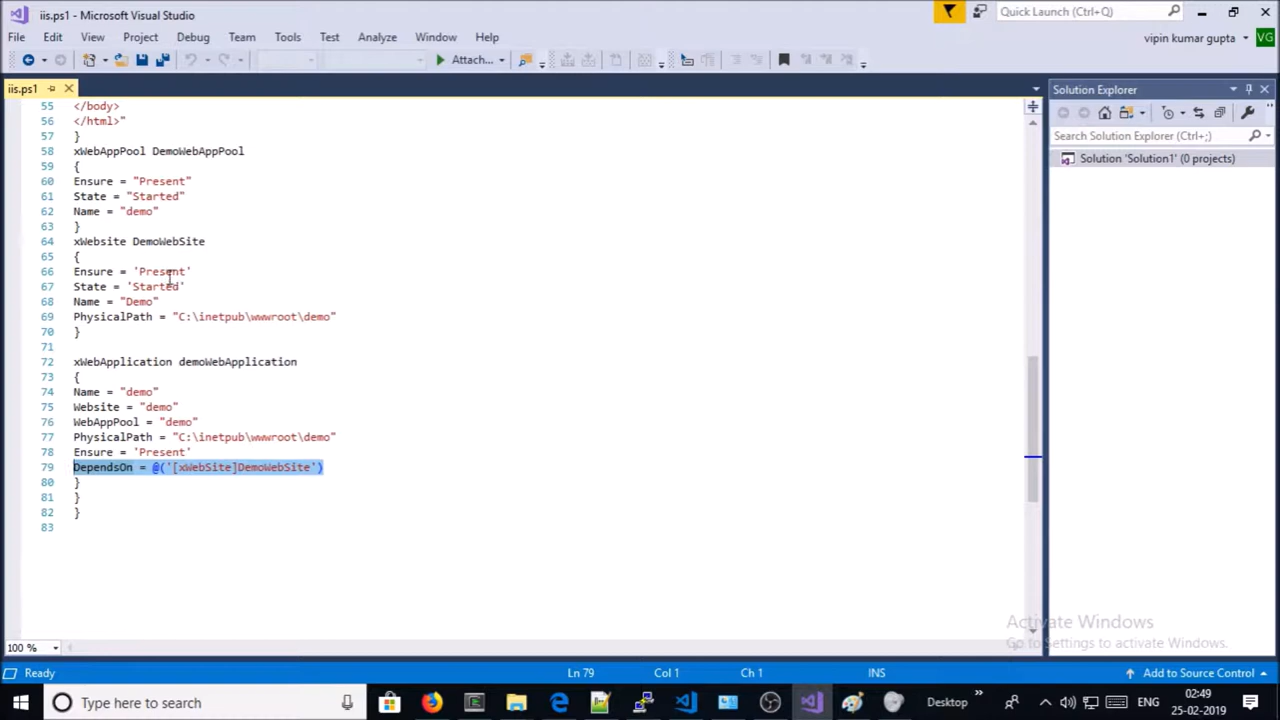 iis.ps1 - Microsoft Visual Studio
Quick Launch (Ctrl+Q)
File Edit View Project Debug Team Tools Test Analyze Window Help
vipin kumar gupta VG
Attach...
iis.ps1
Solution Explorer
Search Solution Explorer (Ctrl+;)
Solution 'Solution1' (0 projects)
55 </body>
56 </html>"
57 }
58 xWebAppPool DemoWebAppPool
59 {
60 Ensure = "Present"
61 State = "Started"
62 Name = "demo"
63 }
64 xWebsite DemoWebSite
65 {
66 Ensure = 'Present'
67 State = 'Started'
68 Name = "Demo"
69 PhysicalPath = "C:\inetpub\wwwroot\demo"
70 }
71
72 xWebApplication demoWebApplication
73 {
74 Name = "demo"
75 Website = "demo"
76 WebAppPool = "demo"
77 PhysicalPath = "C:\inetpub\wwwroot\demo"
78 Ensure = 'Present'
79 DependsOn = @('[xWebSite]DemoWebSite')
80 }
81 }
82 }
83
Activate Windows
Go to Settings to activate Windows.
100 %
Ready Ln 79 Col 1 Ch 1 INS Add to Source Control
Type here to search
Desktop
ENG
02:49
25-02-2019